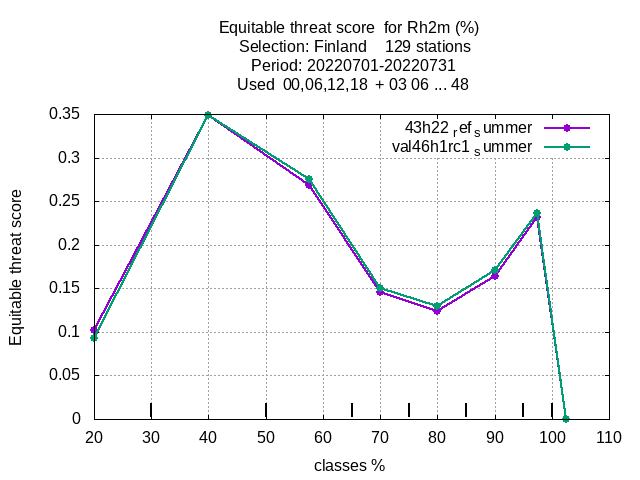 Equitable threat score  for Rh2m (%)
Selection: Finland    129 stations
Period: 20220701-20220731
Used  00,06,12,18  + 03 06 ... 48
43h22 ref summer
val46h1rc1 summer
Equitable threat score
0.35
0.3
0.25
0.2
0.15
0.1
0.05
0
20 30 40 50 60 70 80 90 100 110
classes %